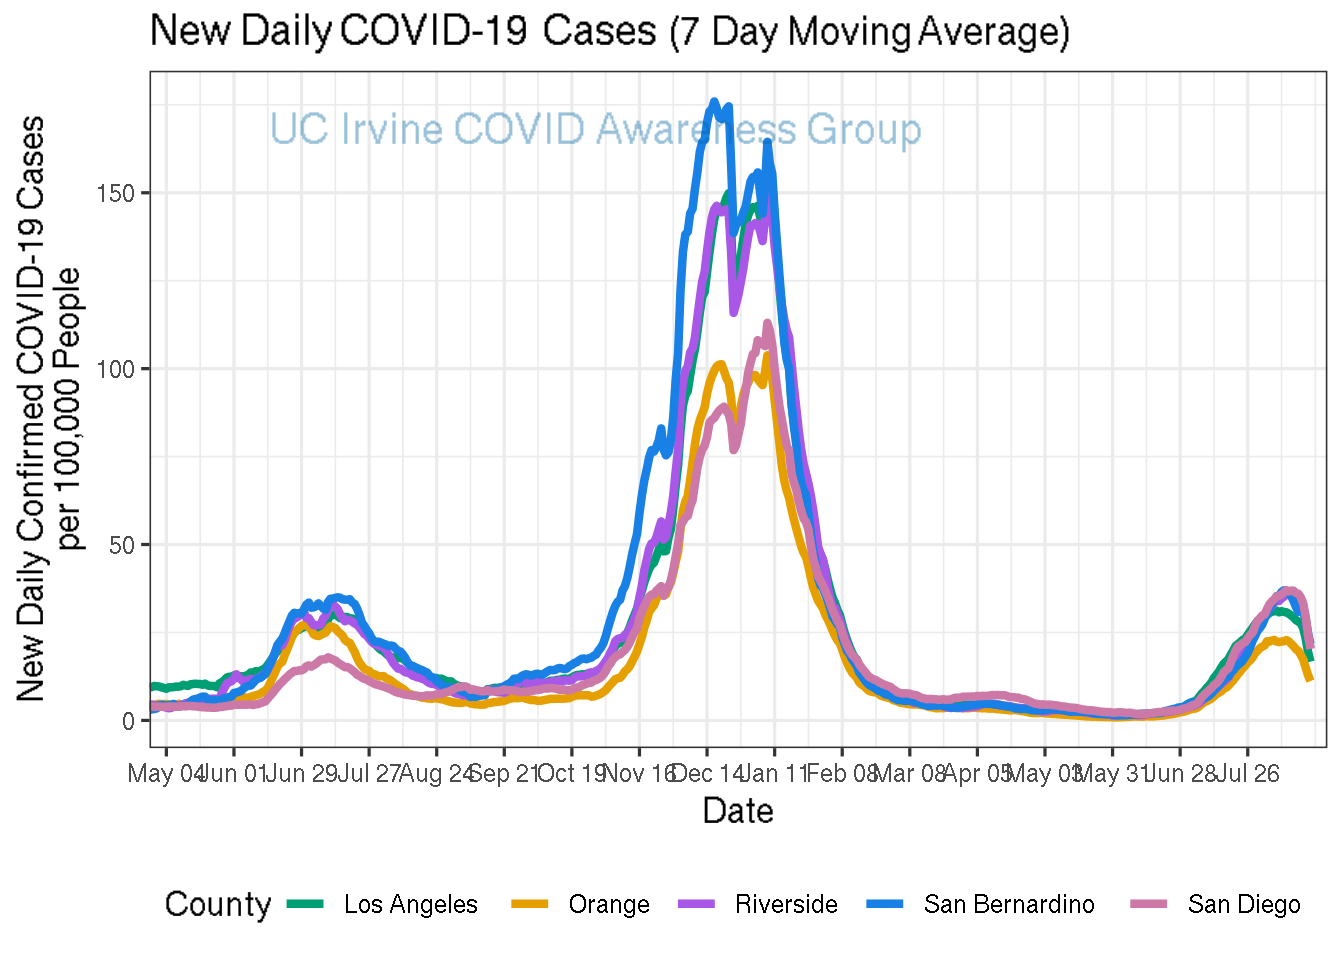 New Daily COVID-19 Cases (7 Day Moving Average)
UC Irvine COVID Awareness Group
New Daily Confirmed COVID-19 Cases
per 100,000 People
150
100
50
0
May 04 Jun 01 Jun 29 Jul 27 Aug 24 Sep 21 Oct 19 Nov 16 Dec 14 Jan 11 Feb 08 Mar 08 Apr 05 May 03 May 31 Jun 28 Jul 26
Date
County Los Angeles Orange Riverside San Bernardino San Diego